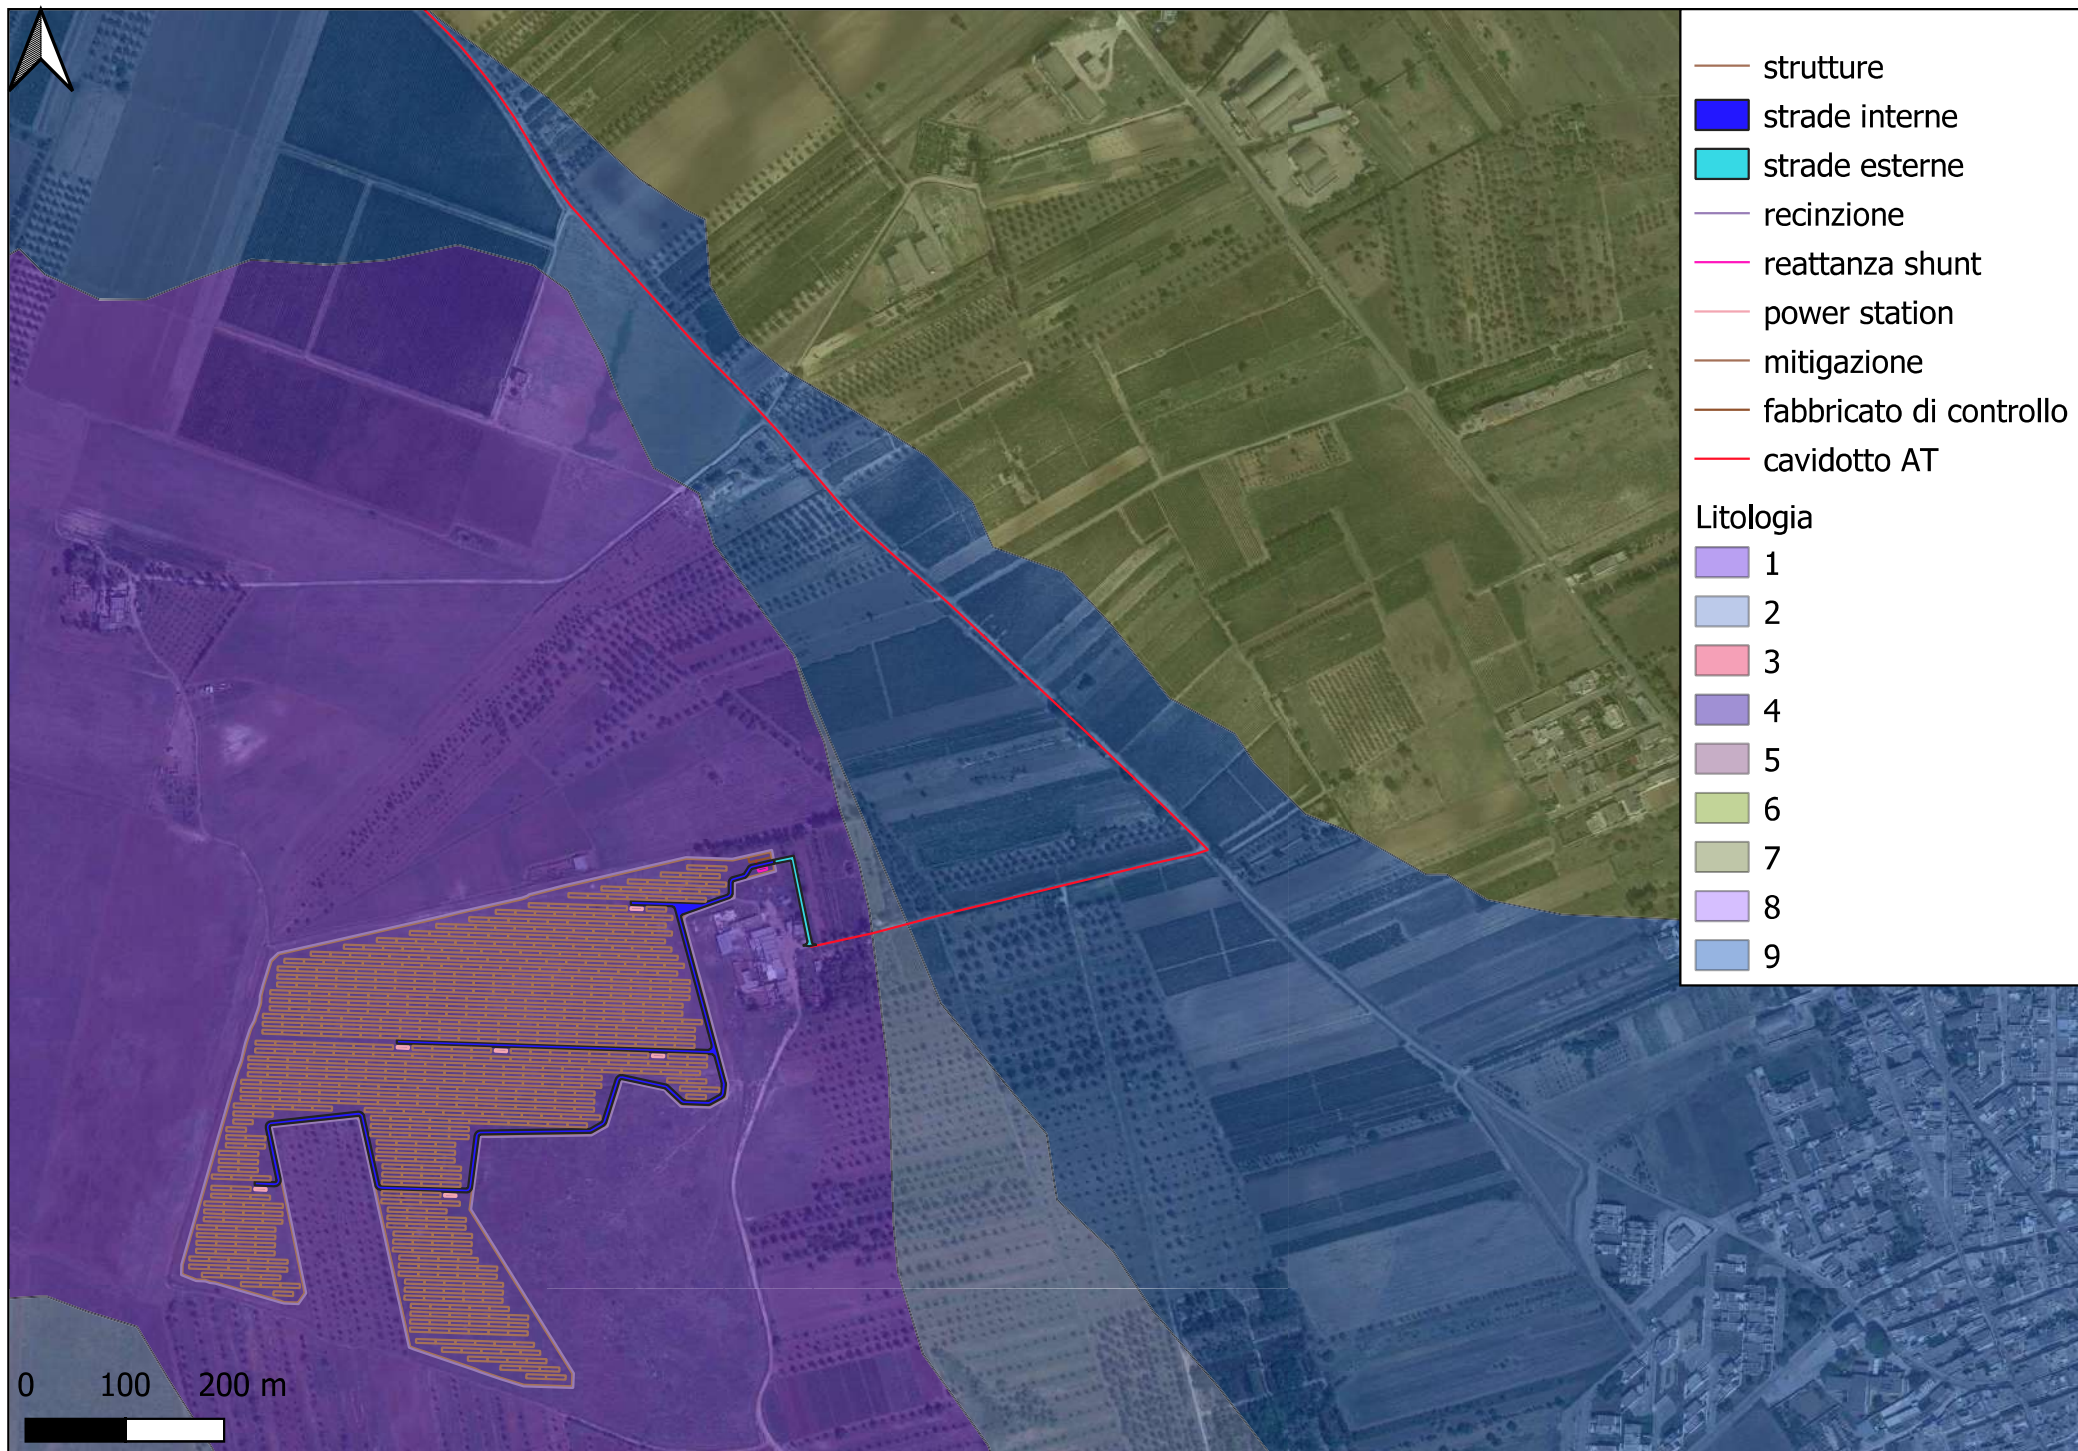 strutture
strade interne
strade esterne
recinzione
reattanza shunt
power station
mitigazione
fabbricato di controllo
cavidotto AT
Litologia
1
2
3
4
5
6
7
8
9
0 100 200 m